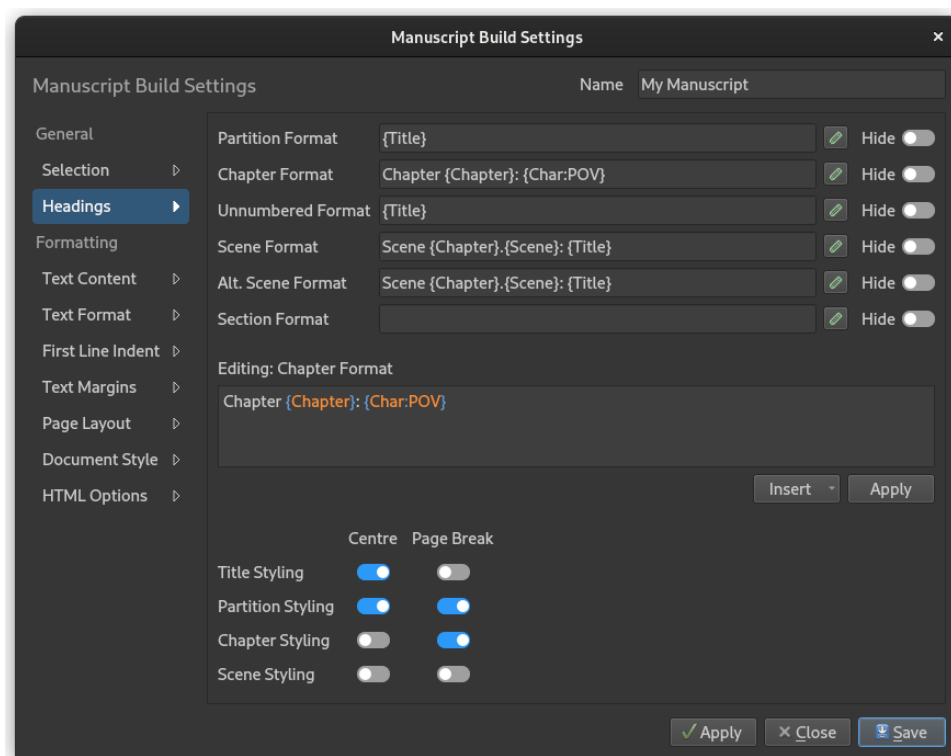 Manuscript Build Settings
Manuscript Build Settings
Name My Manuscript
General
Selection
Headings
Formatting
Text Content
Text Format
First Line Indent
Text Margins
Page Layout
Document Style
HTML Options
Partition Format {Title} Hide
Chapter Format Chapter {Chapter}: {Char:POV} Hide
Unnumbered Format {Title} Hide
Scene Format Scene {Chapter}.{Scene}: {Title} Hide
Alt. Scene Format Scene {Chapter}.{Scene}: {Title} Hide
Section Format Hide
Editing: Chapter Format
Chapter {Chapter}: {Char:POV}
Insert Apply
Centre Page Break
Title Styling
Partition Styling
Chapter Styling
Scene Styling
Apply Close Save